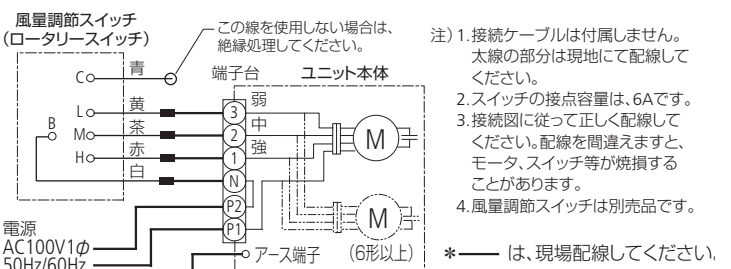 風量調節スイッチ
(ロータリースイッチ)
この線を使用しない場合は、
絶縁処理してください。
C
青
端子台
ユニット本体
L
黄
3
弱
B
M
茶
2
中
M
H
赤
1
強
白
N
P2
P1
M
電源
AC100V1φ
50Hz/60Hz
アース端子
(6形以上)
注)1.接続ケーブルは付属しません。
太線の部分は現地にて配線して
ください。
2.スイッチの接点容量は、6Aです。
3.接続図に従って正しく配線して
ください。配線を間違えますと、
モータ、スイッチ等が焼損する
ことがあります。
4.風量調節スイッチは別売品です。
*━━ は、現場配線してください。